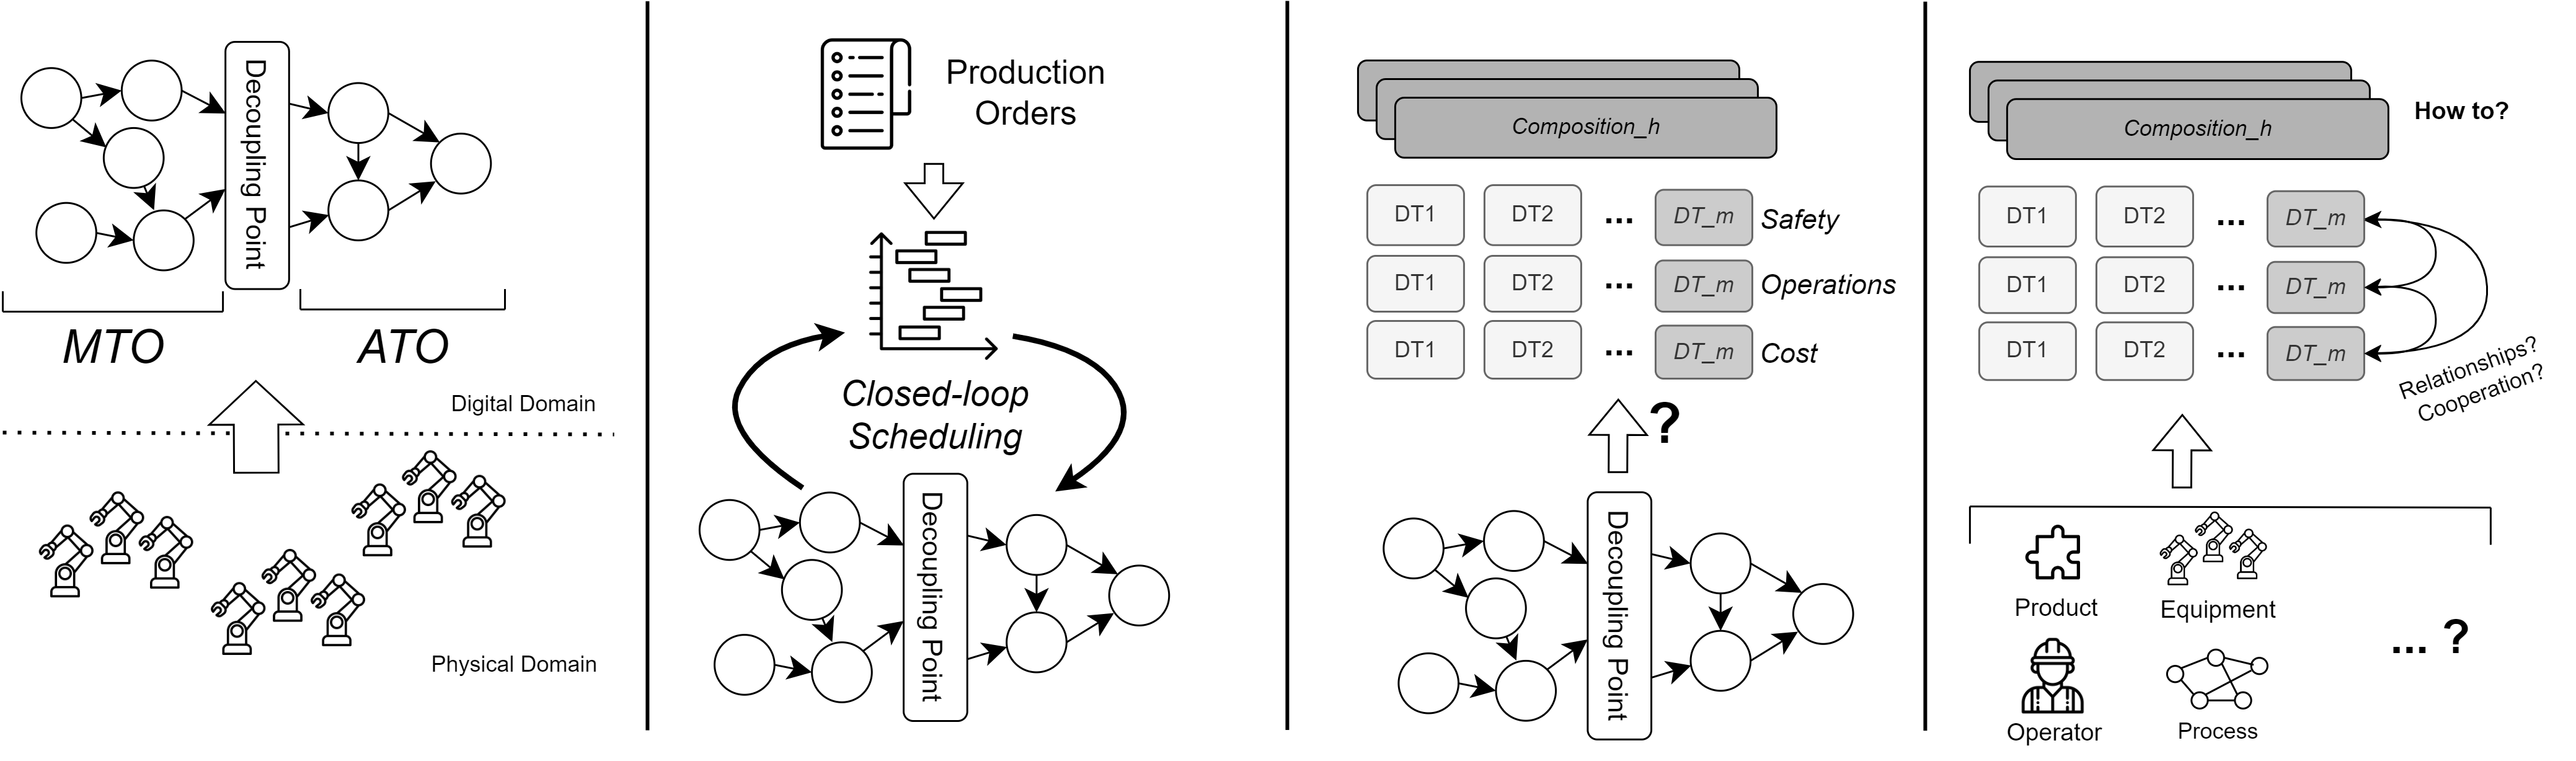 Decoupling Point
MTO
ATO
Digital Domain
Physical Domain
Production
Orders
Closed-loop
Scheduling
Decoupling Point
Composition_h
DT1 DT2 ... DT_m Safety
DT1 DT2 ... DT_m Operations
DT1 DT2 ... DT_m Cost
?
Decoupling Point
Composition_h
How to?
DT1 DT2 ... DT_m
DT1 DT2 ... DT_m
DT1 DT2 ... DT_m
Relationships?
Cooperation?
Product
Equipment
... ?
Operator
Process